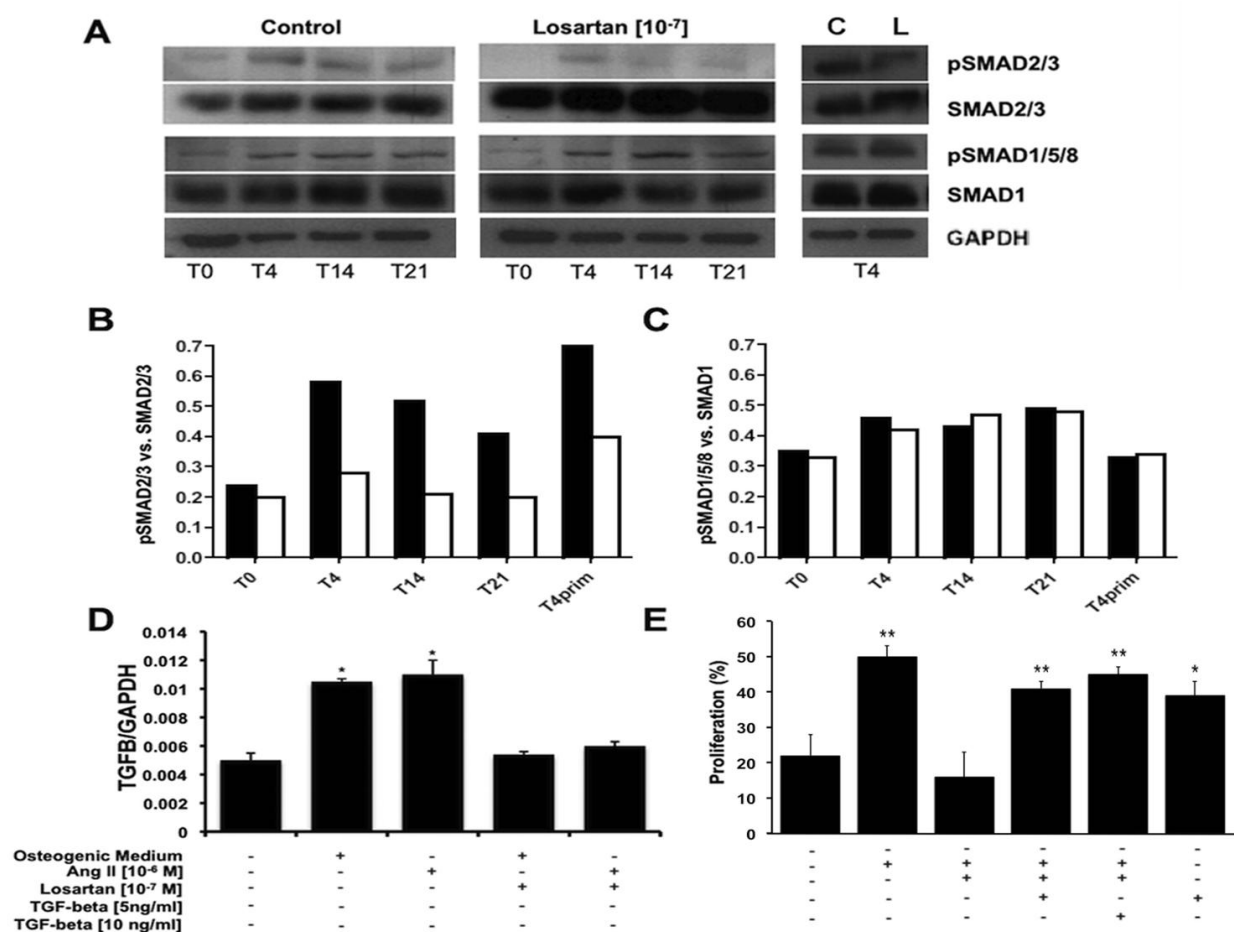 A Control Losartan [10⁻⁷] C L
pSMAD2/3
SMAD2/3
pSMAD1/5/8
SMAD1
GAPDH
T0 T4 T14 T21 T0 T4 T14 T21 T4
B
pSMAD2/3 vs. SMAD2/3
0.7
0.6
0.5
0.4
0.3
0.2
0.1
0.0
T0 T4 T14 T21 T4prim
C
pSMAD1/5/8 vs. SMAD1
0.7
0.6
0.5
0.4
0.3
0.2
0.1
0.0
T0 T4 T14 T21 T4prim
D
TGFB/GAPDH
0.014
0.012
0.01
0.008
0.006
0.004
0.002
0
* *
E
Proliferation (%)
60
50
40
30
20
10
0
** ** ** *
Osteogenic Medium - + - + -
Ang II [10⁻⁶ M] - - + - +
Losartan [10⁻⁷ M] - - - + +
TGF-beta [5ng/ml] - - - - -
TGF-beta [10 ng/ml] - - - - -
- - - - - -
- + + + + -
- - + + + -
- - - + - +
- - - - + -